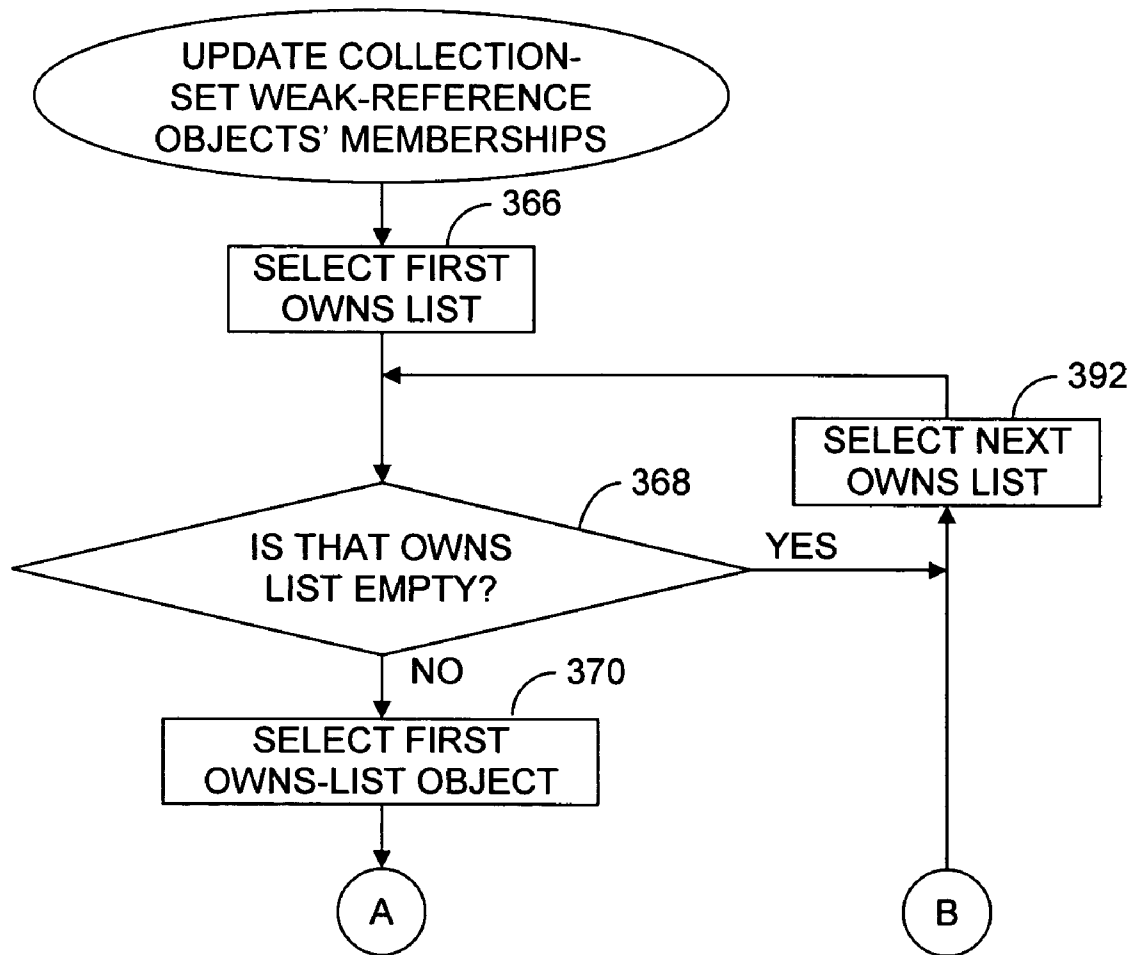 UPDATE COLLECTION-
SET WEAK-REFERENCE
OBJECTS' MEMBERSHIPS
366
SELECT FIRST
OWNS LIST
392
SELECT NEXT
OWNS LIST
368
IS THAT OWNS
LIST EMPTY?
YES
NO
370
SELECT FIRST
OWNS-LIST OBJECT
A
B